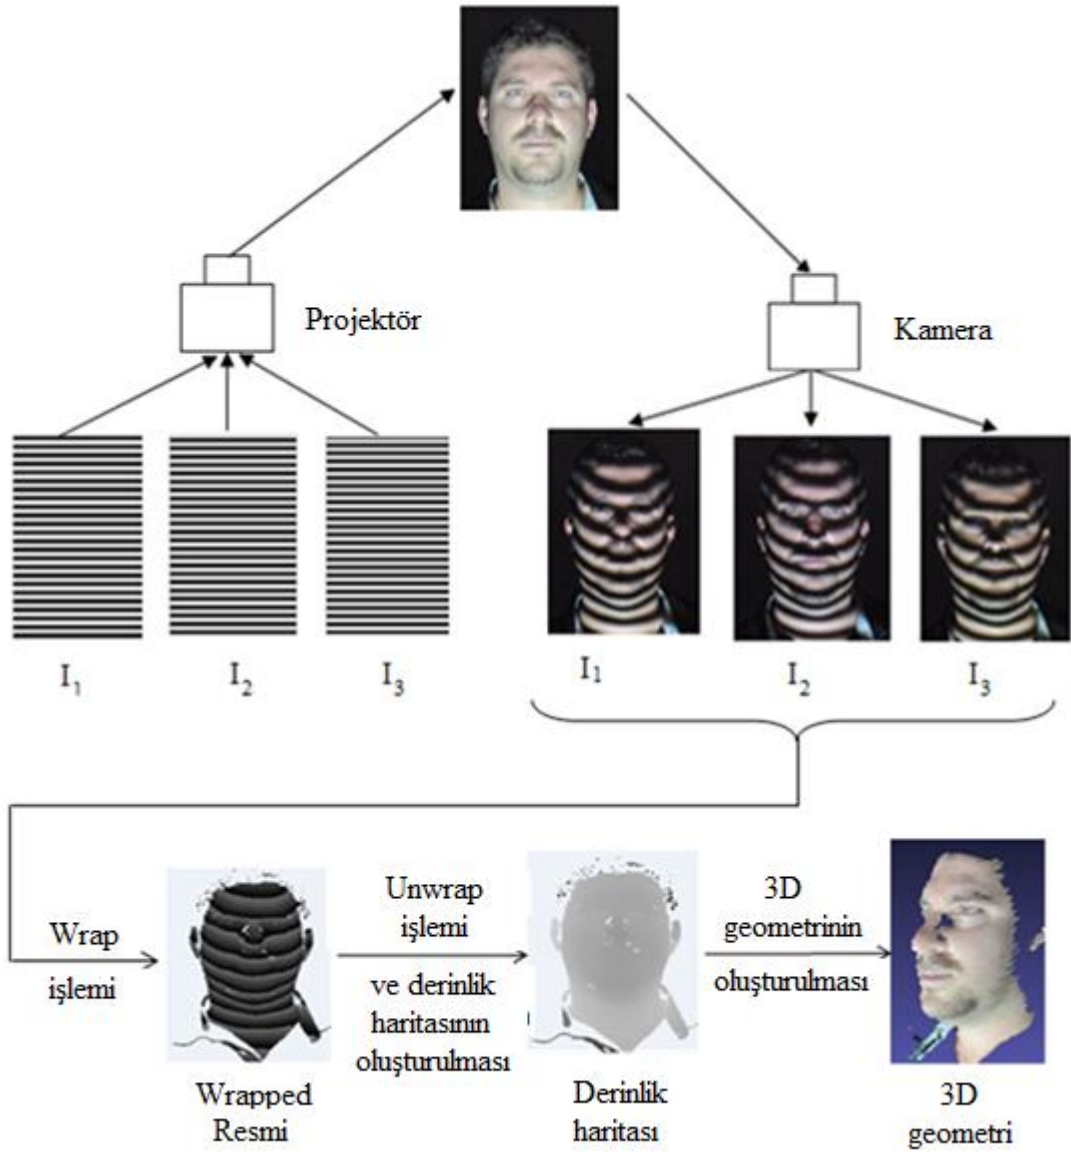 Projektör
Kamera
I1
I2
I3
I1
I2
I3
Wrap
işlemi
Unwrap
işlemi
ve derinlik
haritasının
oluşturulması
3D
geometrinin
oluşturulması
Wrapped
Resmi
Derinlik
haritası
3D
geometri